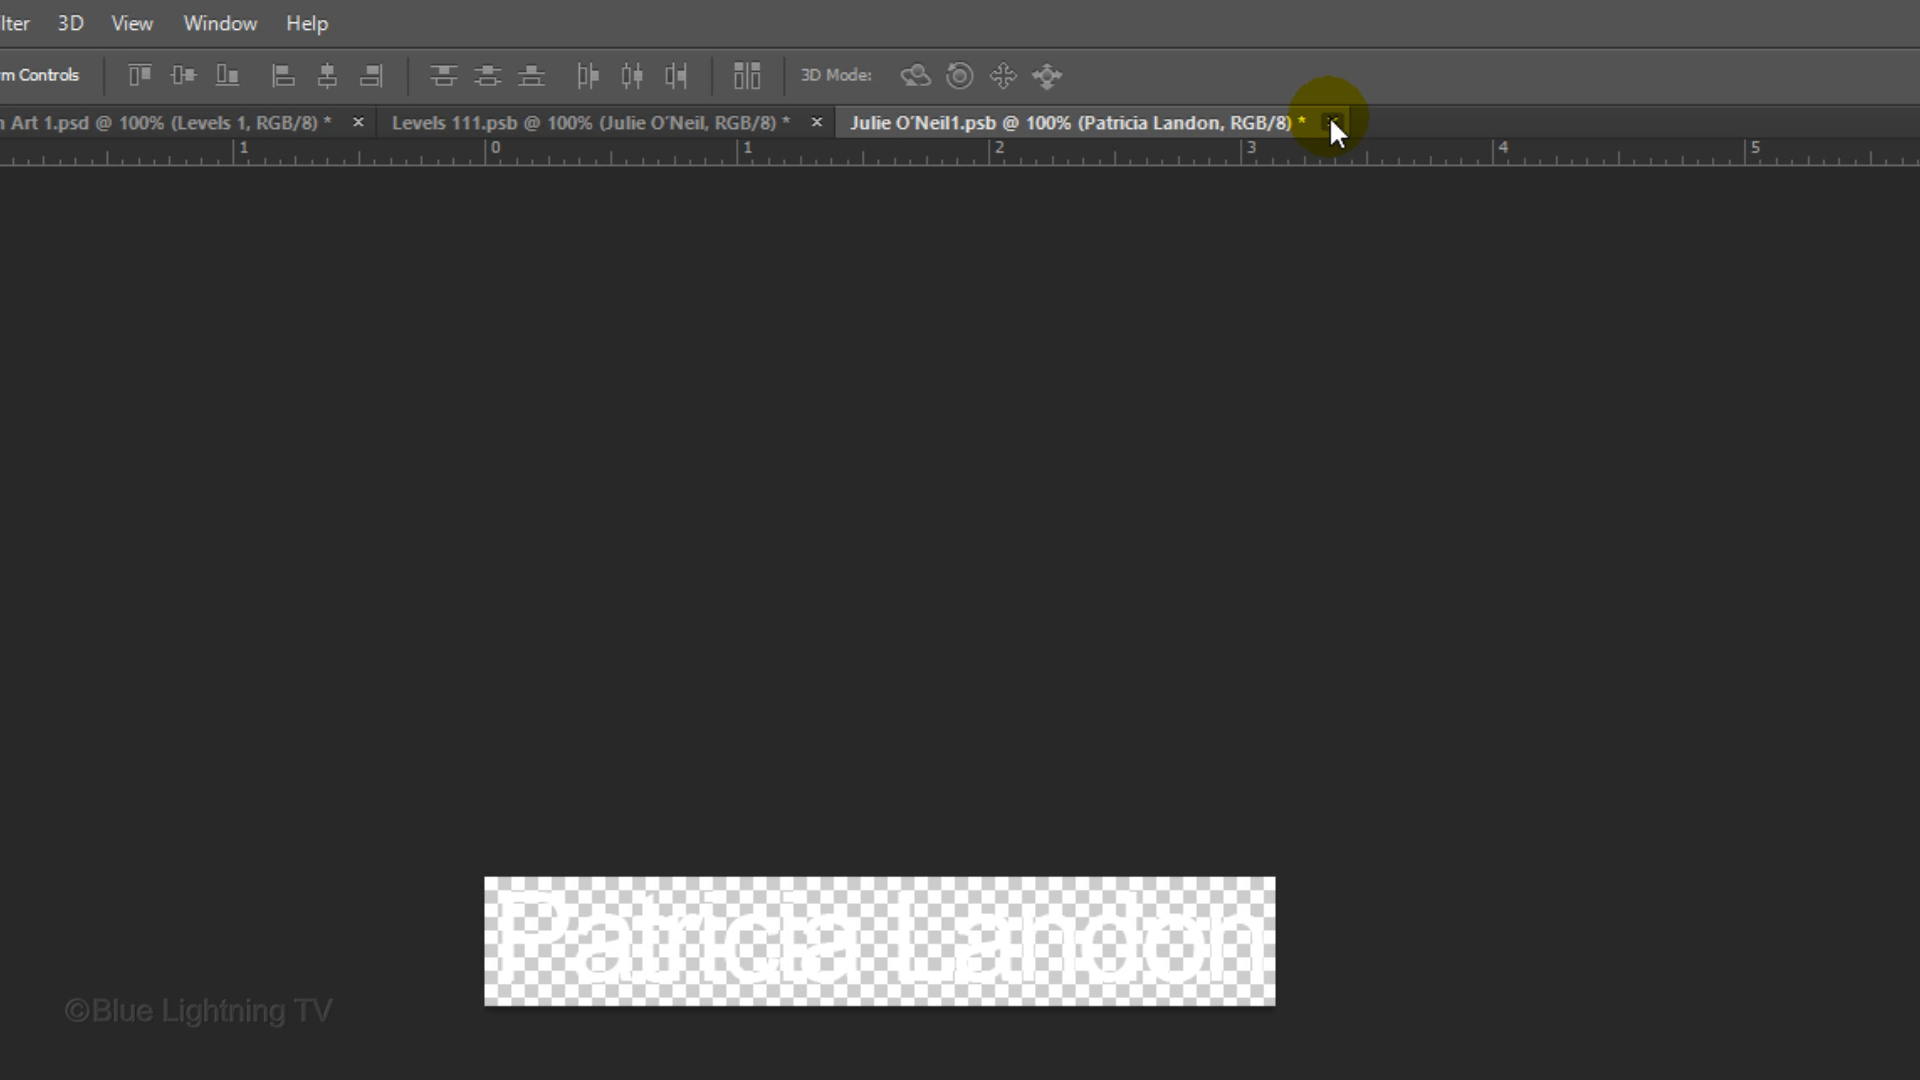 lter 3D View Window Help
m Controls 3D Mode:
n Art 1.psd @ 100% (Levels 1, RGB/8) * × Levels 111.psb @ 100% (Julie O'Neil, RGB/8) * × Julie O'Neil1.psb @ 100% (Patricia Landon, RGB/8) * ×
1 0 1 2 3 4 5
Patricia Landon
©Blue Lightning TV